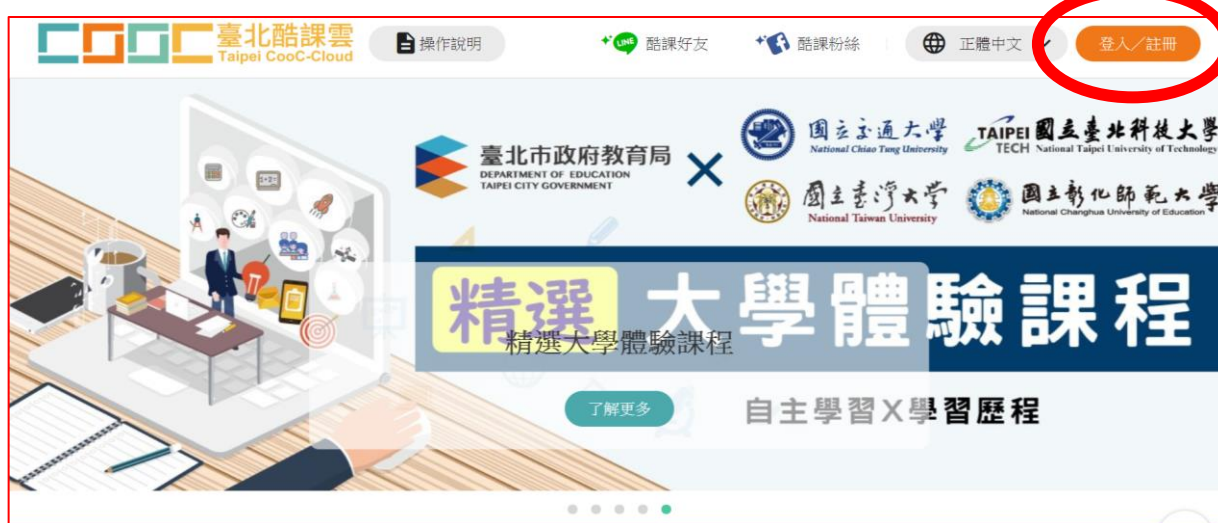 COOC 臺北酷課雲
Taipei CooC-Cloud
操作說明
LINE 酷課好友
酷課粉絲
正體中文
登入／註冊
臺北市政府教育局
DEPARTMENT OF EDUCATION
TAIPEI CITY GOVERNMENT
×
國立交通大學
National Chiao Tung University
TAIPEI TECH 國立臺北科技大學
National Taipei University of Technology
國立臺灣大學
National Taiwan University
國立彰化師範大學
National Changhua University of Education
精選 大學體驗課程
精選大學體驗課程
了解更多
自主學習X學習歷程